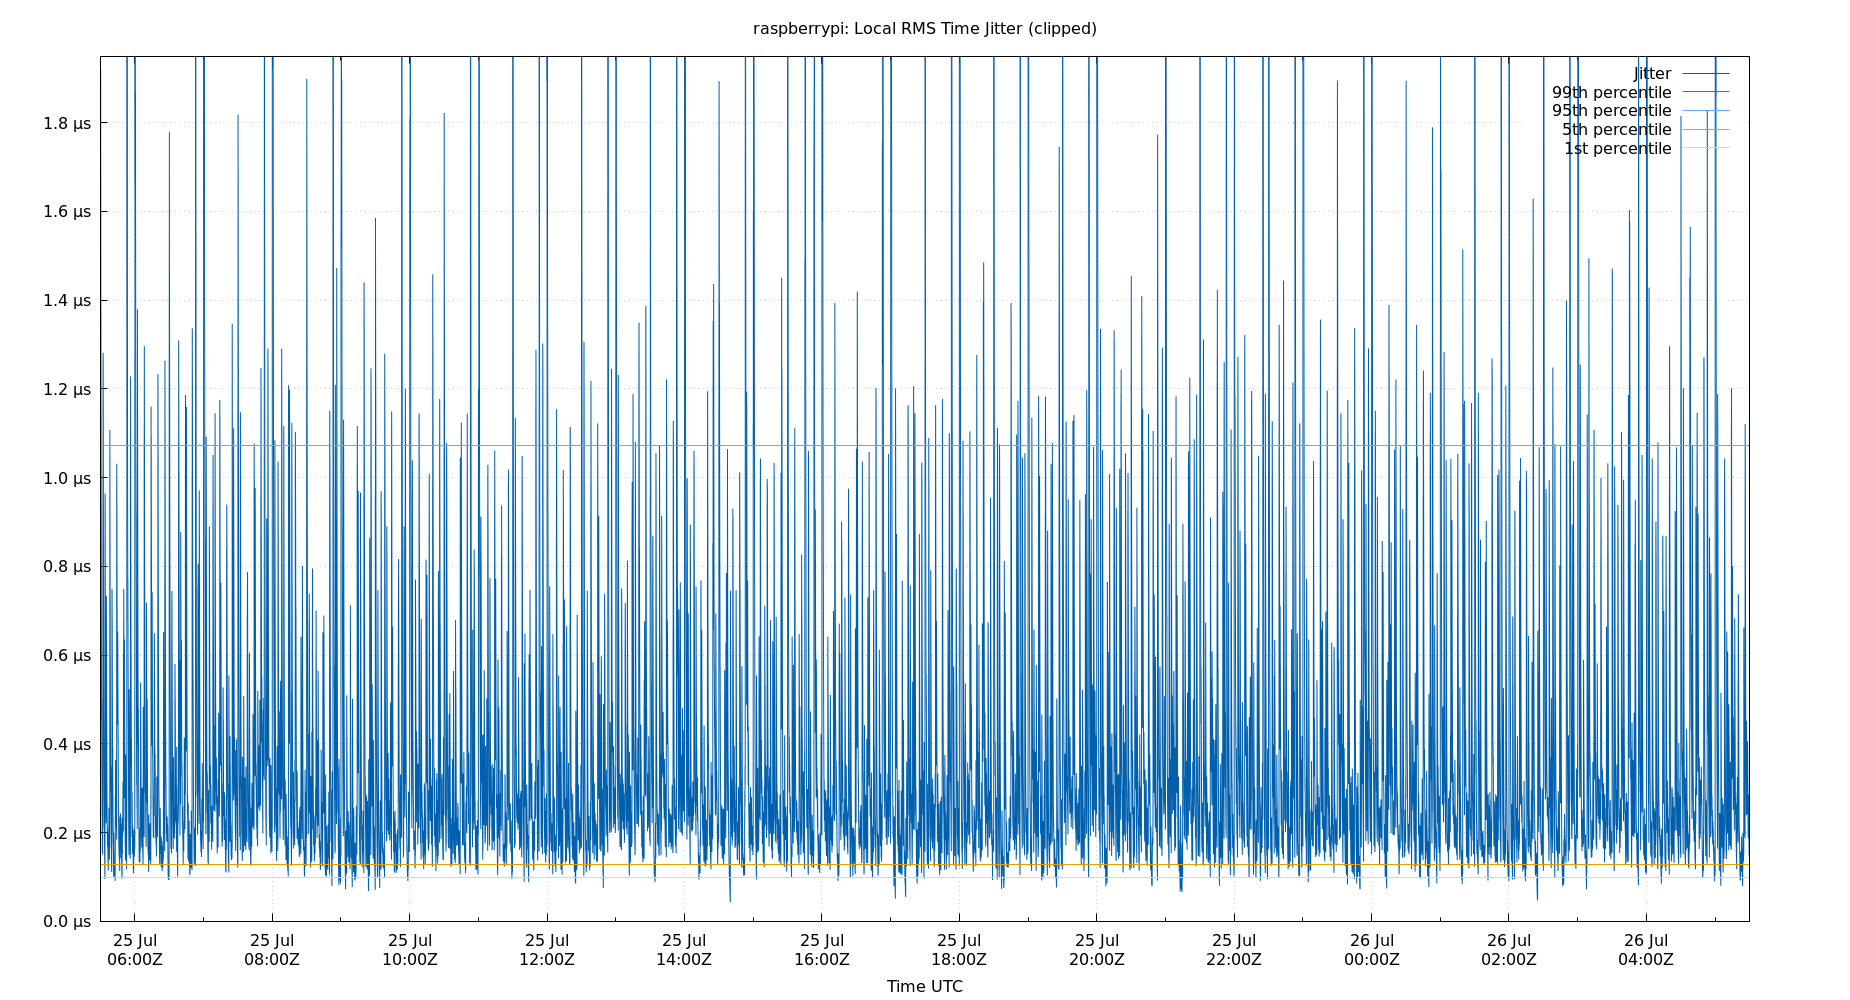 raspberrypi: Local RMS Time Jitter (clipped)
Jitter
99th percentile
95th percentile
5th percentile
1st percentile
1.8 µs
1.6 µs
1.4 µs
1.2 µs
1.0 µs
0.8 µs
0.6 µs
0.4 µs
0.2 µs
0.0 µs
25 Jul 25 Jul 25 Jul 25 Jul 25 Jul 25 Jul 25 Jul 25 Jul 25 Jul 26 Jul 26 Jul 26 Jul
06:00Z 08:00Z 10:00Z 12:00Z 14:00Z 16:00Z 18:00Z 20:00Z 22:00Z 00:00Z 02:00Z 04:00Z
Time UTC